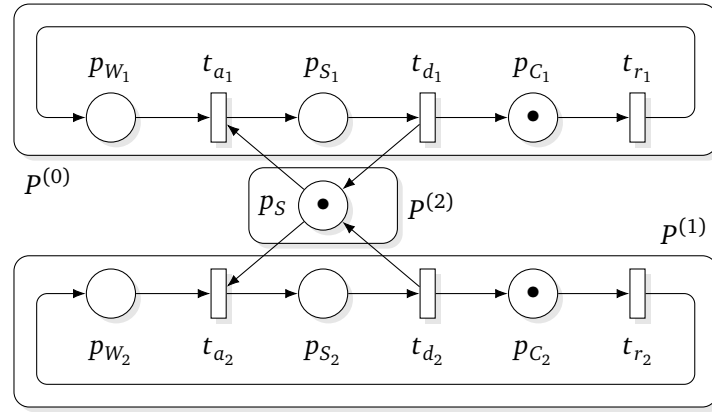 p_{W_1} t_{a_1} p_{S_1} t_{d_1} p_{C_1} t_{r_1}
P^{(0)}
p_S P^{(2)}
P^{(1)}
p_{W_2} t_{a_2} p_{S_2} t_{d_2} p_{C_2} t_{r_2}